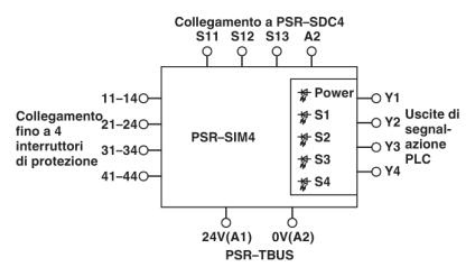 Collegamento a PSR–SDC4
S11 S12 S13 A2
11–14
21–24
31–34
41–44
Collegamento
fino a 4
interruttori
di protezione
PSR–SIM4
Power
S1
S2
S3
S4
Y1
Y2
Y3
Y4
Uscite di
segnal-
azione
PLC
24V(A1) 0V(A2)
PSR–TBUS